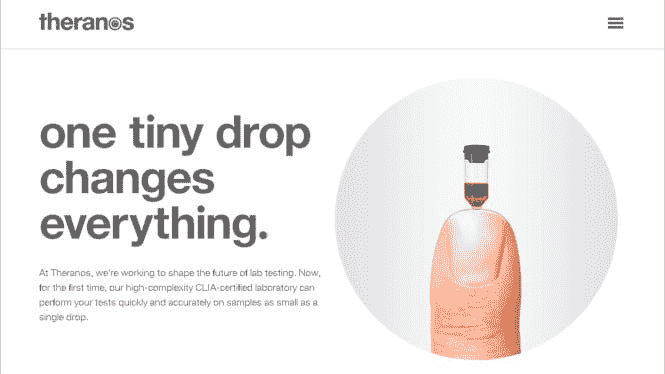 theranos
one tiny drop
changes
everything.
At Theranos, we're working to shape the future of lab testing. Now,
for the first time, our high-complexity CLIA-certified laboratory can
perform your tests quickly and accurately on samples as small as a
single drop.